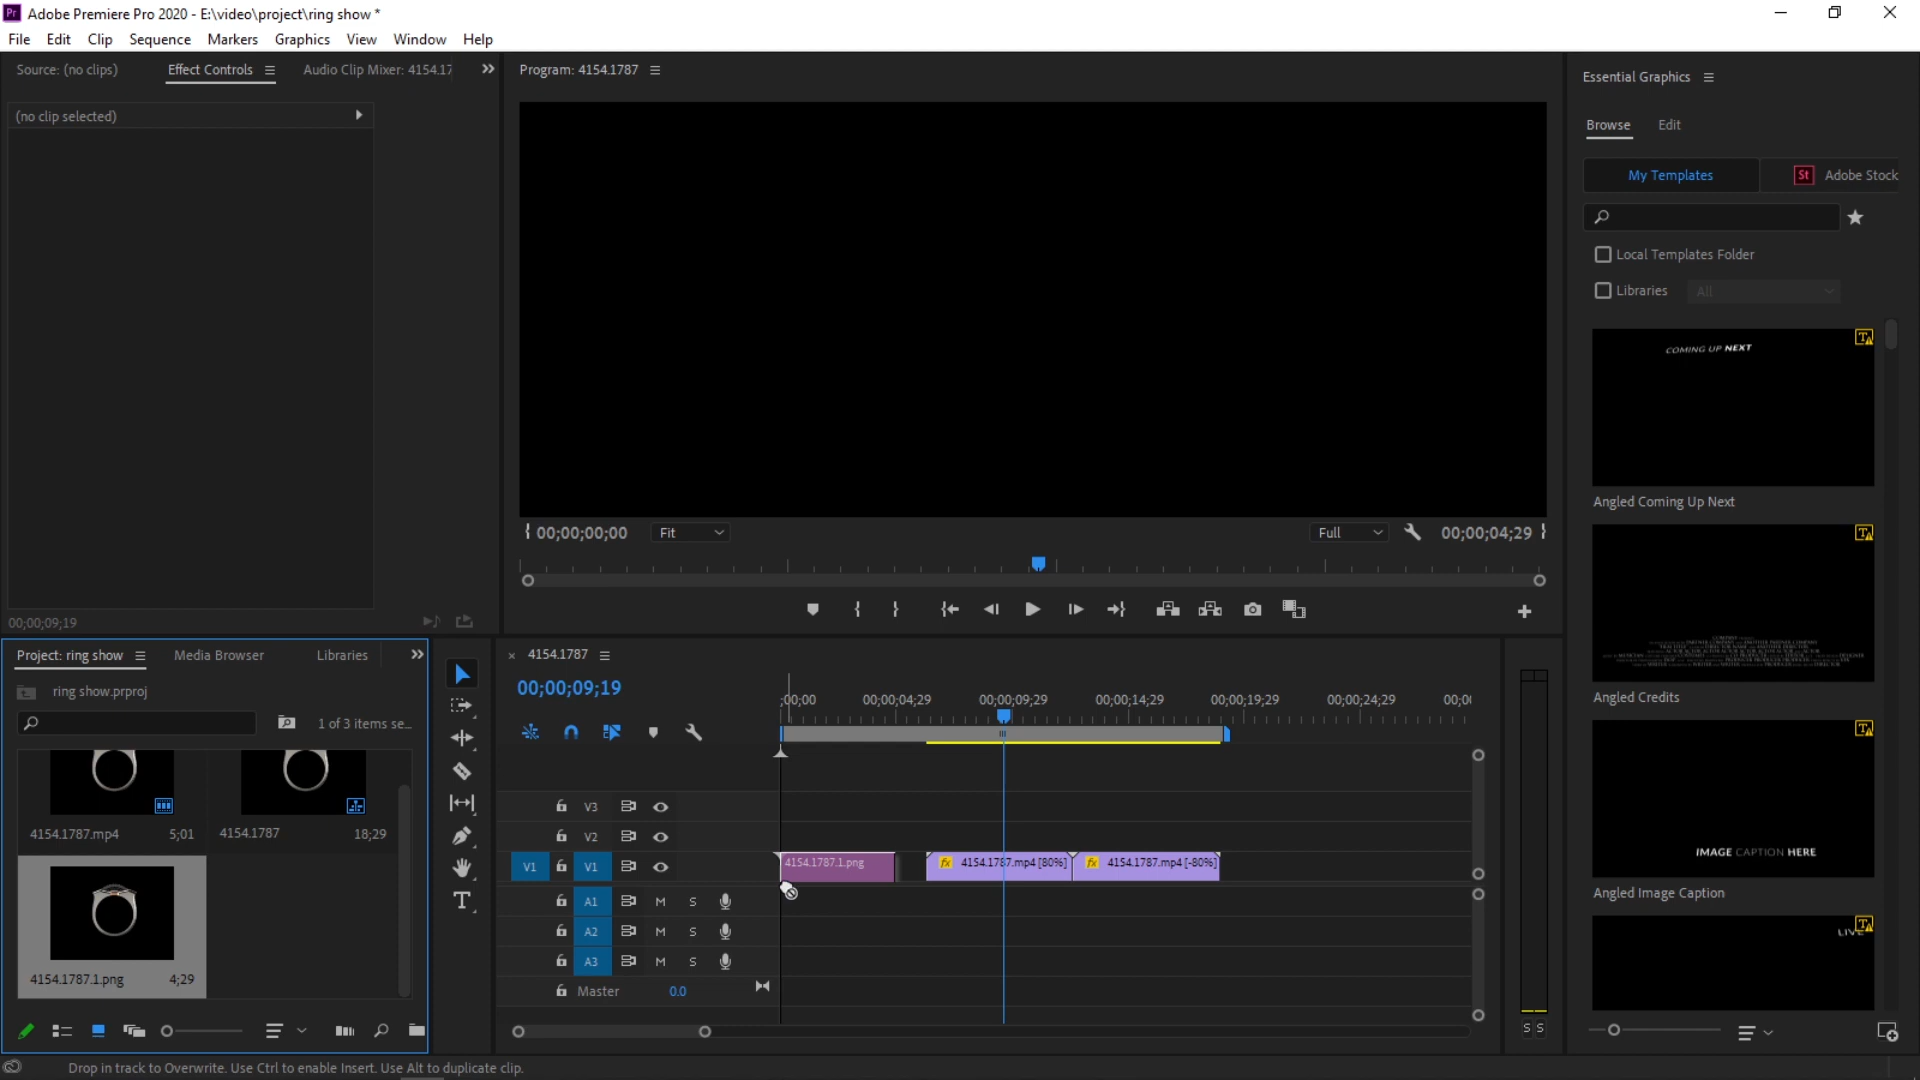 Pr Adobe Premiere Pro 2020 - E:\video\project\ring show *
File Edit Clip Sequence Markers Graphics View Window Help
Source: (no clips) Effect Controls Audio Clip Mixer: 4154.17
Program: 4154.1787
Essential Graphics
(no clip selected)
Browse Edit
My Templates St Adobe Stock
Local Templates Folder
Libraries All
COMING UP NEXT
Angled Coming Up Next
00;00;00;00 Fit Full 00;00;04;29
00;00;09;19
Angled Credits
Project: ring show Media Browser Libraries
ring show.prproj
1 of 3 items se...
4154.1787.mp4 5;01 4154.1787 18;29
4154.1787.1.png 4;29
× 4154.1787
00;00;09;19
;00;00 00;00;04;29 00;00;09;29 00;00;14;29 00;00;19;29 00;00;24;29 00;0
V3
V2
V1 V1 4154.1787.1.png fx 4154.1787.mp4 [80%] fx 4154.1787.mp4 [-80%]
A1 M S
A2 M S
A3 M S
Master 0.0
S S
IMAGE CAPTION HERE
Angled Image Caption
LIVE
Drop in track to Overwrite. Use Ctrl to enable Insert. Use Alt to duplicate clip.